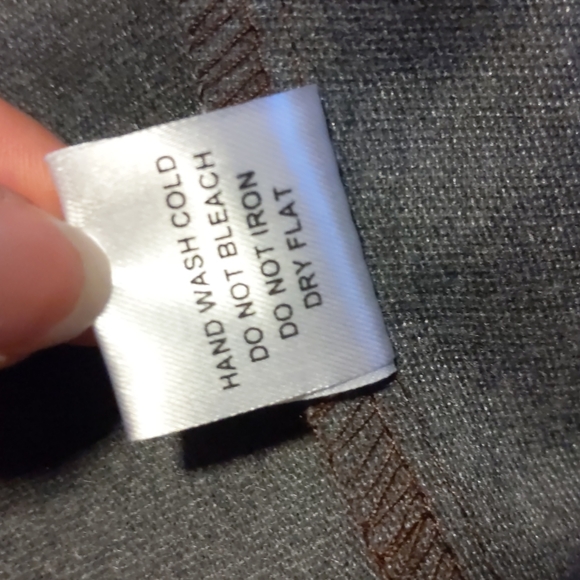 HAND WASH COLD
DO NOT BLEACH
DO NOT IRON
DRY FLAT